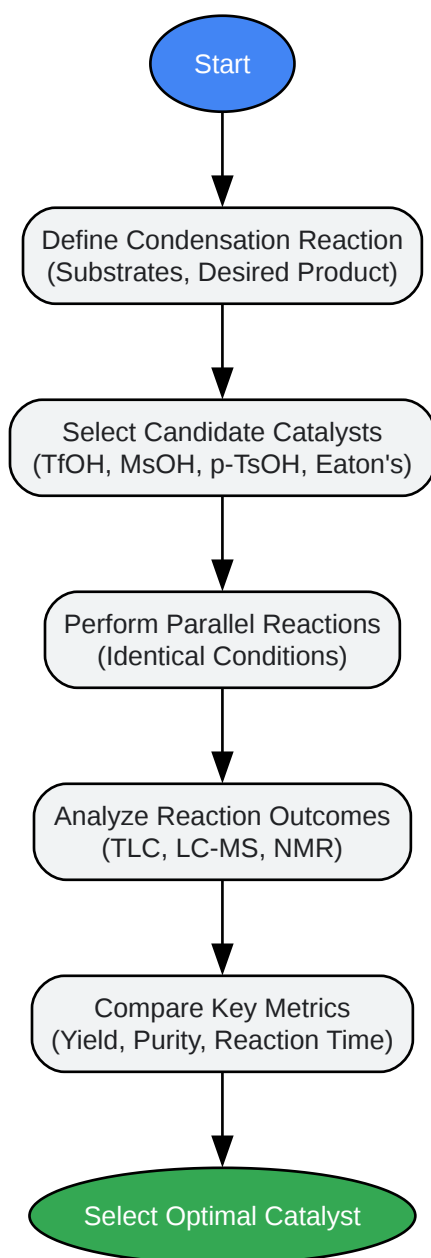 Start
Define Condensation Reaction
(Substrates, Desired Product)
Select Candidate Catalysts
(TfOH, MsOH, p-TsOH, Eaton's)
Perform Parallel Reactions
(Identical Conditions)
Analyze Reaction Outcomes
(TLC, LC-MS, NMR)
Compare Key Metrics
(Yield, Purity, Reaction Time)
Select Optimal Catalyst